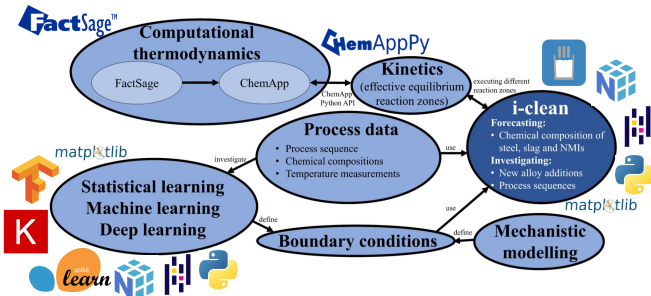 FactSage™
ChemAppPy
Computational
thermodynamics
FactSage
ChemApp
ChemApp
Python API
Kinetics
(effective equilibrium
reaction zones)
executing different
reaction zones
i-clean
Forecasting:
• Chemical composition of
steel, slag and NMIs
Investigating:
• New alloy additions
• Process sequences
Process data
• Process sequence
• Chemical compositions
• Temperature measurements
use
investigate
matplotlib
matplotlib
Statistical learning
Machine learning
Deep learning
K
define
use
Boundary conditions
define
Mechanistic
modelling
scikit
learn